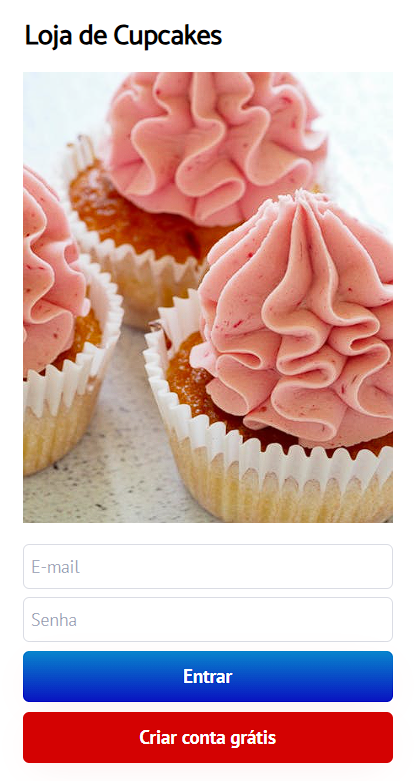 Loja de Cupcakes
E-mail
Senha
Entrar
Criar conta grátis